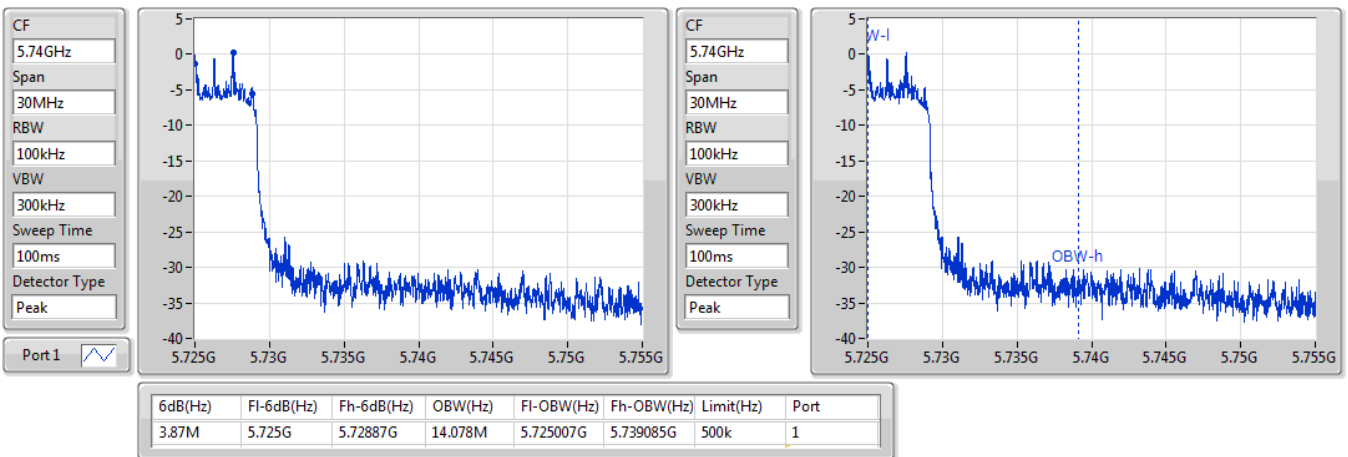 CF
5.74GHz
Span
30MHz
RBW
100kHz
VBW
300kHz
Sweep Time
100ms
Detector Type
Peak
Port 1
5
0
-5
-10
-15
-20
-25
-30
-35
-40
5.725G 5.73G 5.735G 5.74G 5.745G 5.75G 5.755G
CF
5.74GHz
Span
30MHz
RBW
100kHz
VBW
300kHz
Sweep Time
100ms
Detector Type
Peak
5
0
-5
-10
-15
-20
-25
-30
-35
-40
W-l
OBW-h
5.725G 5.73G 5.735G 5.74G 5.745G 5.75G 5.755G
6dB(Hz) Fl-6dB(Hz) Fh-6dB(Hz) OBW(Hz) Fl-OBW(Hz) Fh-OBW(Hz) Limit(Hz) Port
3.87M 5.725G 5.72887G 14.078M 5.725007G 5.739085G 500k 1